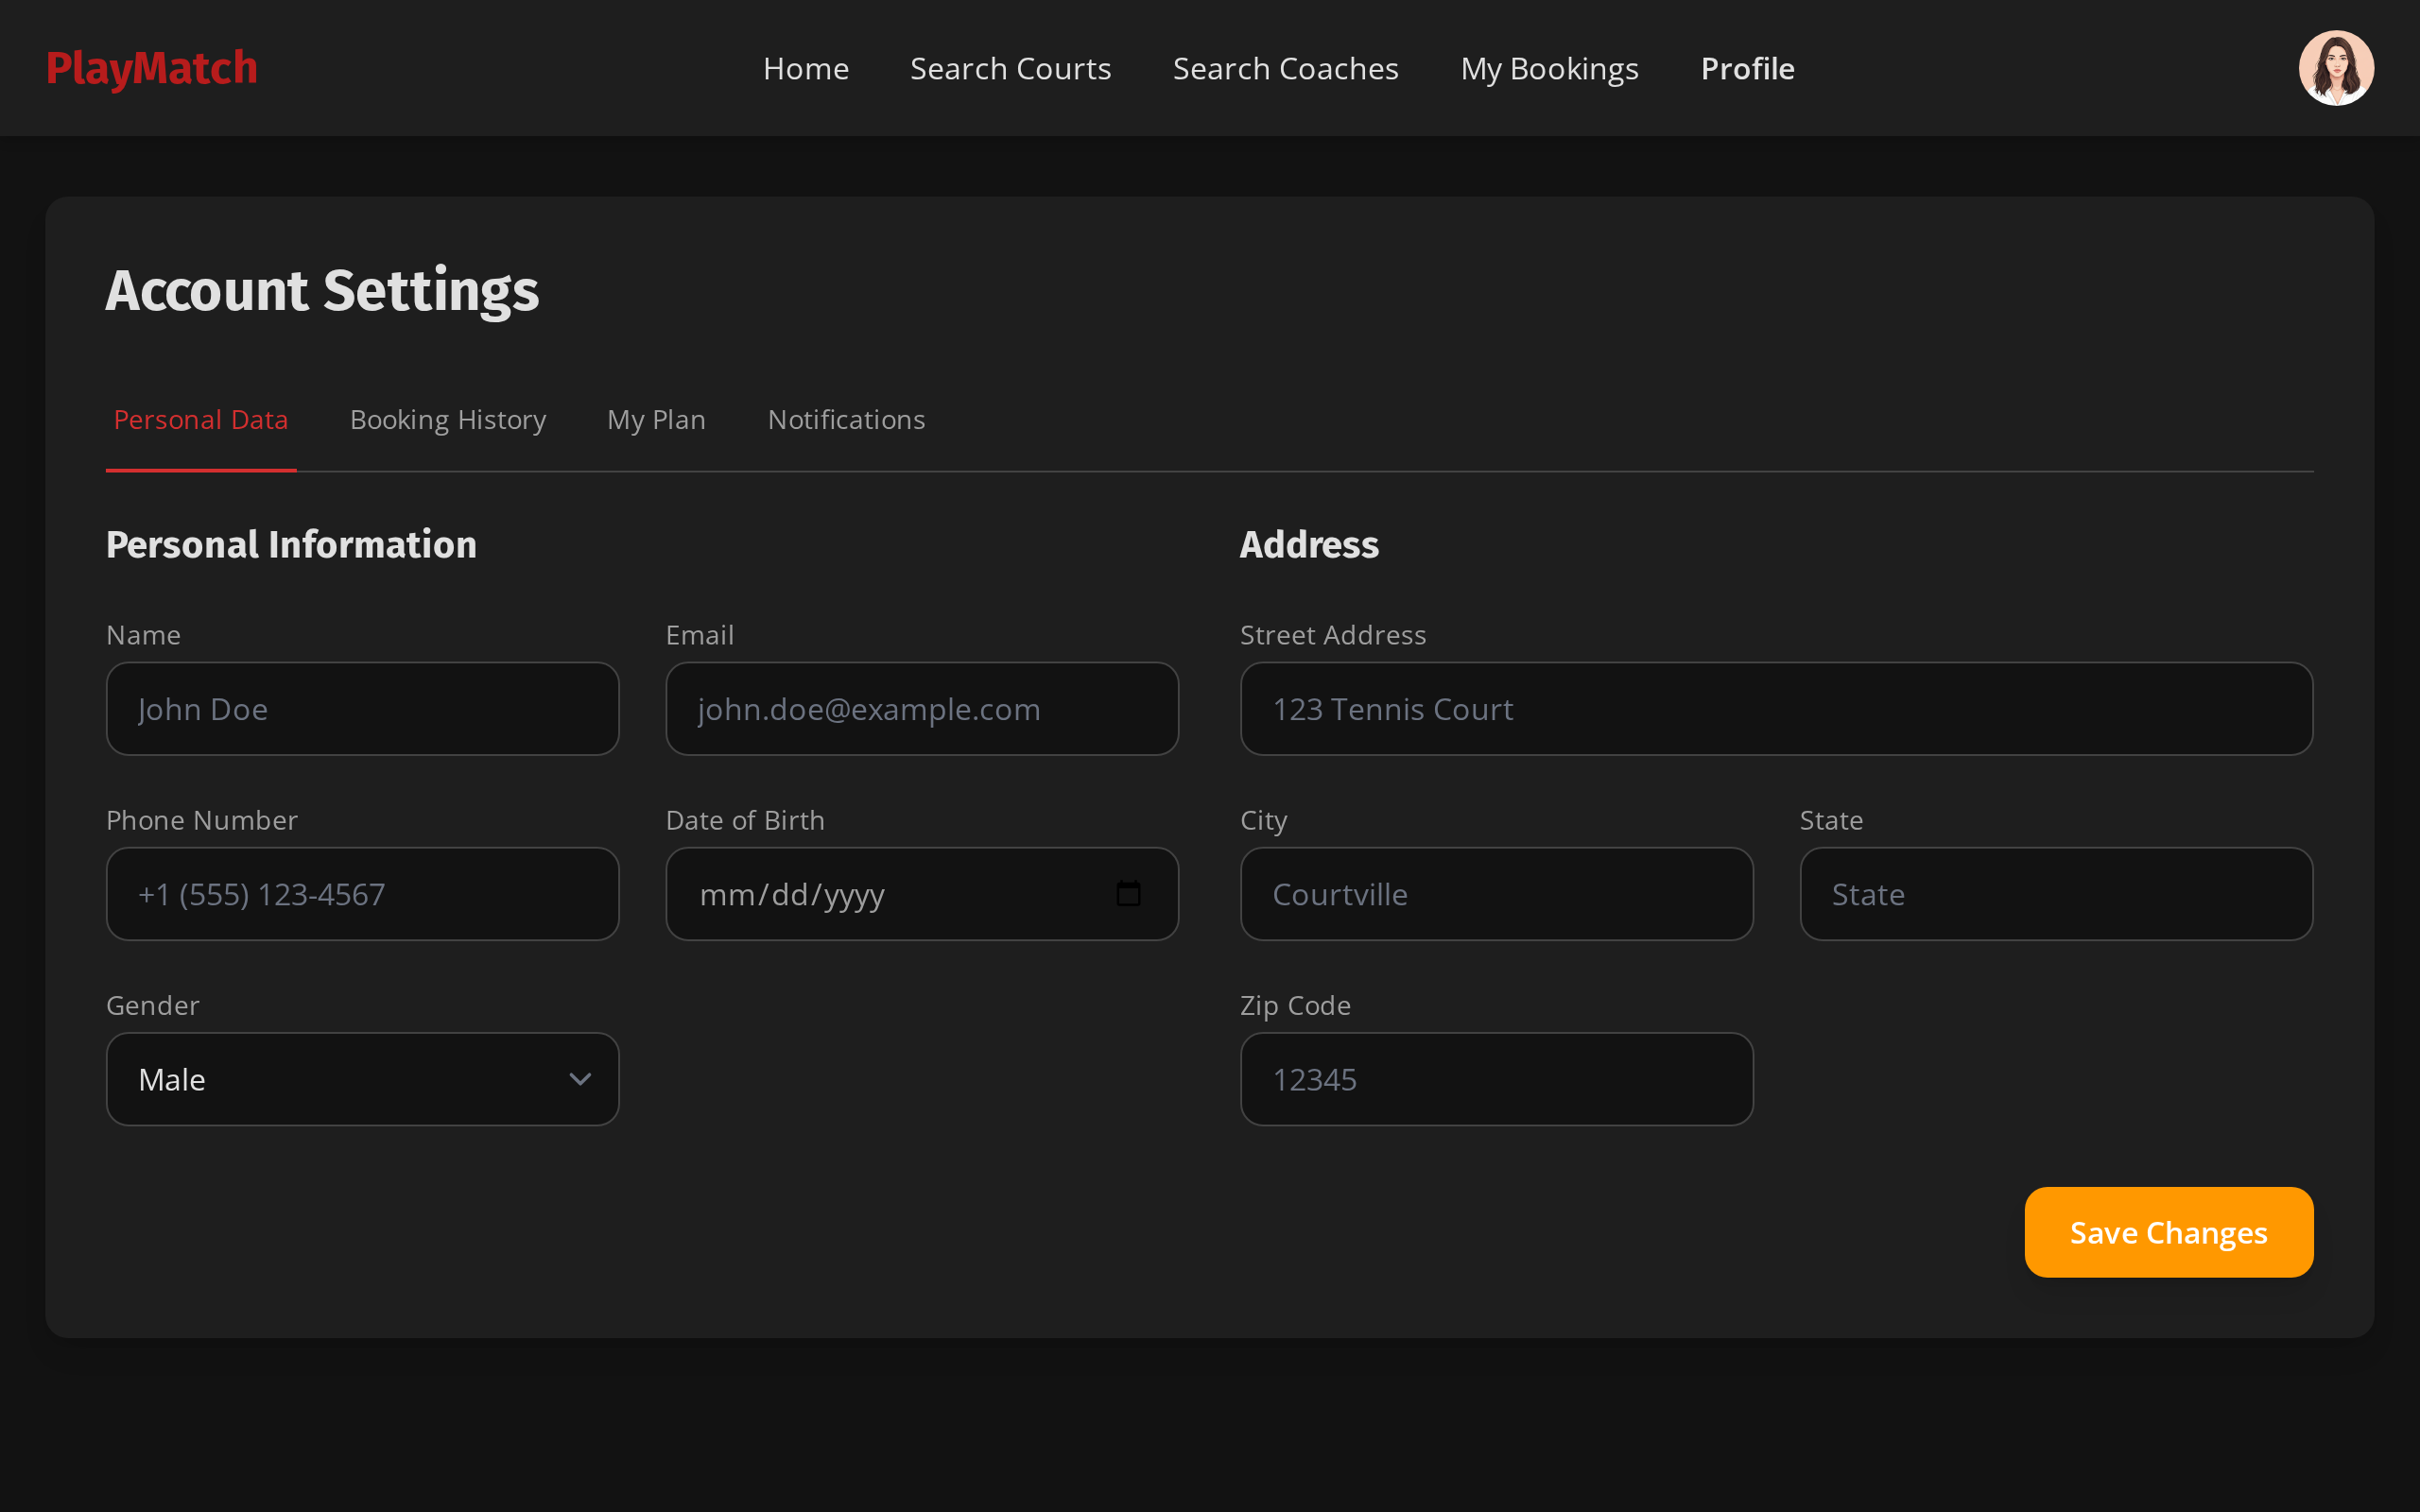 PlayMatch
Home Search Courts Search Coaches My Bookings Profile
Account Settings
Personal Data Booking History My Plan Notifications
Personal Information
Name Email
John Doe john.doe@example.com
Phone Number Date of Birth
+1 (555) 123-4567 mm/dd/yyyy
Gender
Male
Address
Street Address
123 Tennis Court
City State
Courtville State
Zip Code
12345
Save Changes